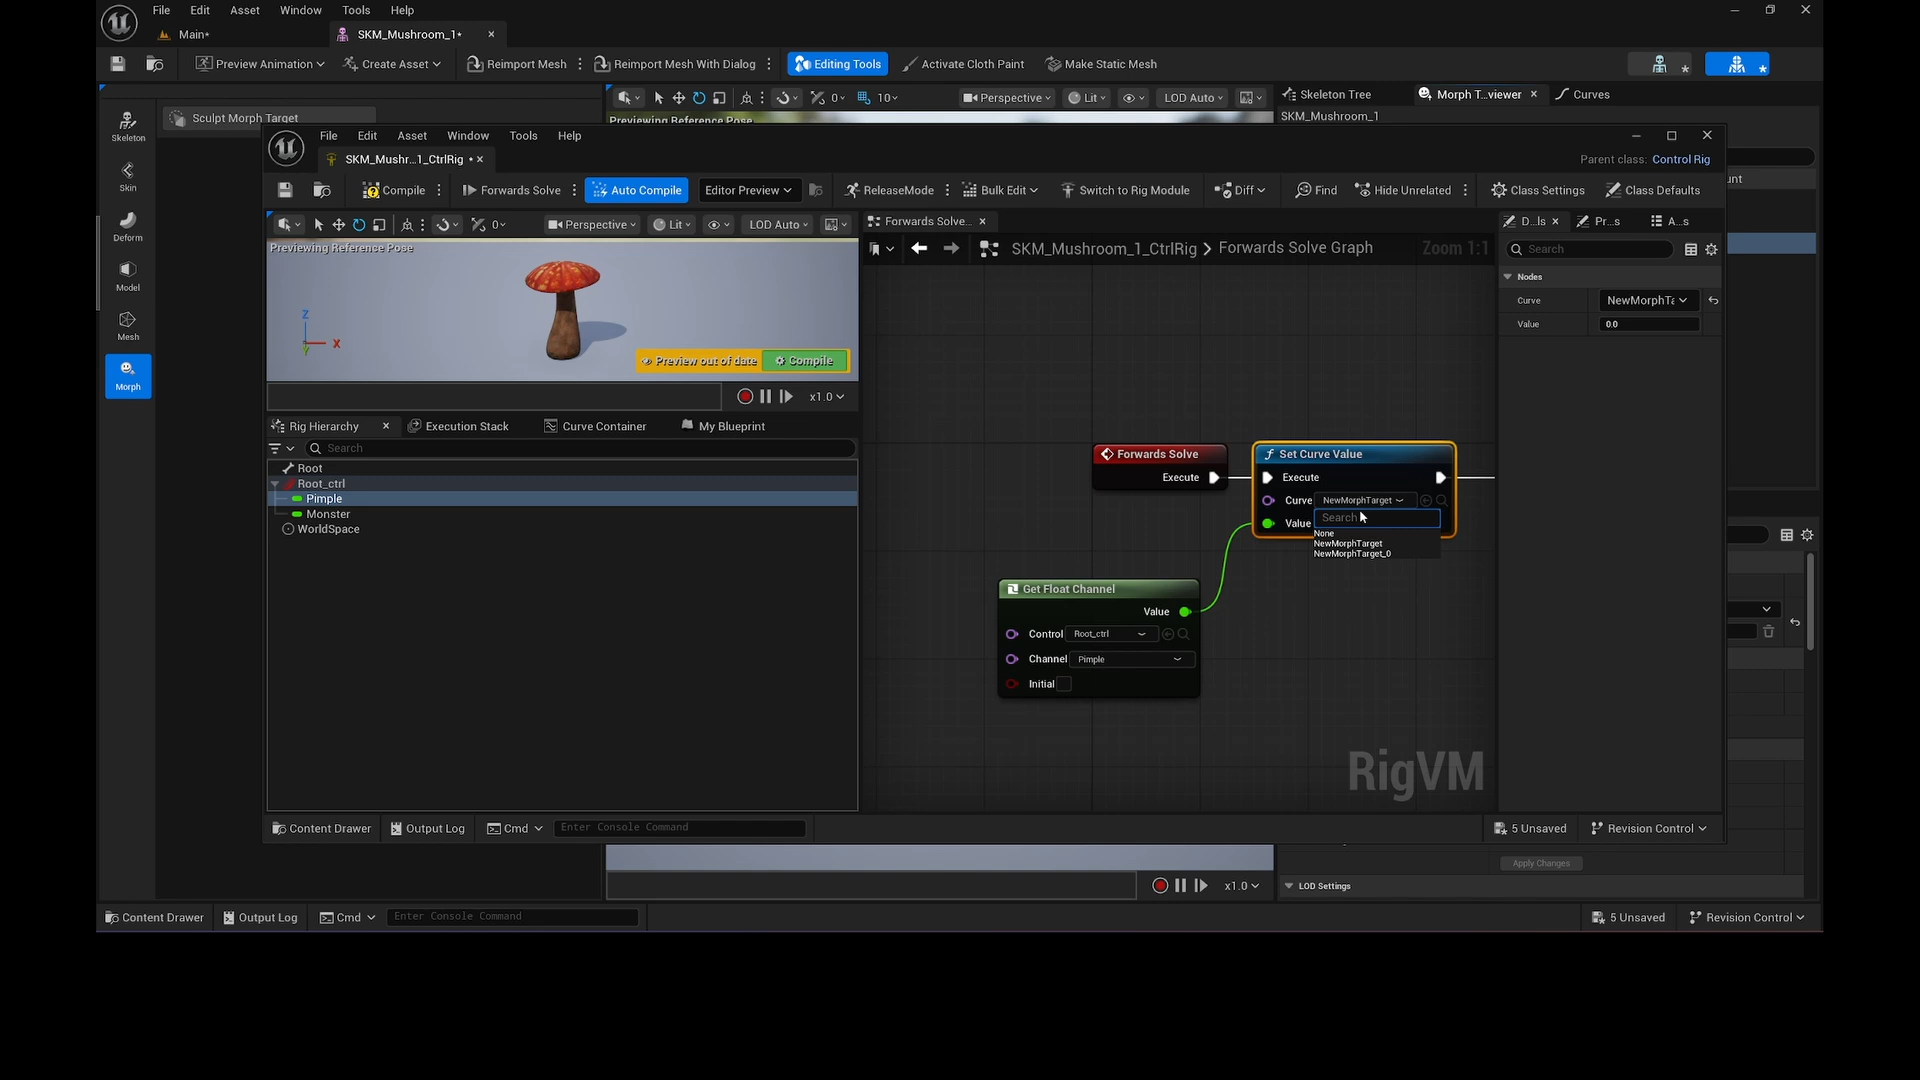 File Edit Asset Window Tools Help
Main*
SKM_Mushroom_1*
Preview Animation
Create Asset
Reimport Mesh
Reimport Mesh With Dialog
Editing Tools
Activate Cloth Paint
Make Static Mesh
Skeleton
Skin
Deform
Model
Mesh
Morph
Sculpt Morph Target
0
10
Perspective
Lit
LOD Auto
Previewing Reference Pose
Skeleton Tree
Morph T...viewer
Curves
SKM_Mushroom_1
File Edit Asset Window Tools Help
SKM_Mushr...1_CtrlRig
Parent class: Control Rig
Compile
Forwards Solve
Auto Compile
Editor Preview
ReleaseMode
Bulk Edit
Switch to Rig Module
Diff
Find
Hide Unrelated
Class Settings
Class Defaults
0
Perspective
Lit
LOD Auto
Previewing Reference Pose
Z
X
Y
Preview out of date
Compile
x1.0
Rig Hierarchy
Execution Stack
Curve Container
My Blueprint
Search
Root
Root_ctrl
Pimple
Monster
WorldSpace
Forwards Solve...
SKM_Mushroom_1_CtrlRig > Forwards Solve Graph
Zoom 1:1
Forwards Solve
Execute
Set Curve Value
Execute
Curve NewMorphTarget
Value
Search
None
NewMorphTarget
NewMorphTarget_0
Get Float Channel
Value
Control Root_ctrl
Channel Pimple
Initial
RigVM
D...ls
Pr...s
A...s
Search
Nodes
Curve NewMorphTa
Value 0.0
Content Drawer
Output Log
Cmd
Enter Console Command
5 Unsaved
Revision Control
Apply Changes
LOD Settings
x1.0
Content Drawer
Output Log
Cmd
Enter Console Command
5 Unsaved
Revision Control